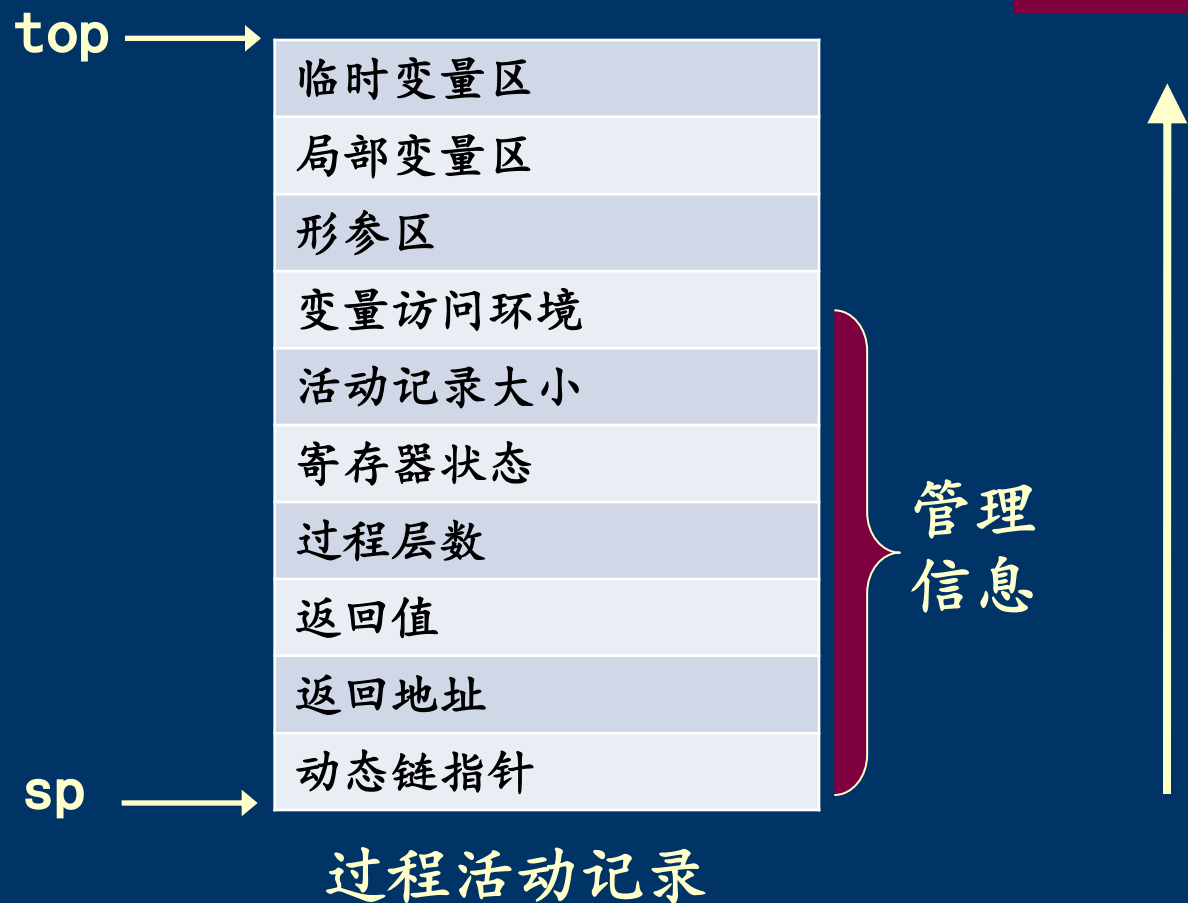 top
临时变量区
局部变量区
形参区
变量访问环境
活动记录大小
寄存器状态
过程层数
返回值
返回地址
动态链指针
sp
管理
信息
过程活动记录